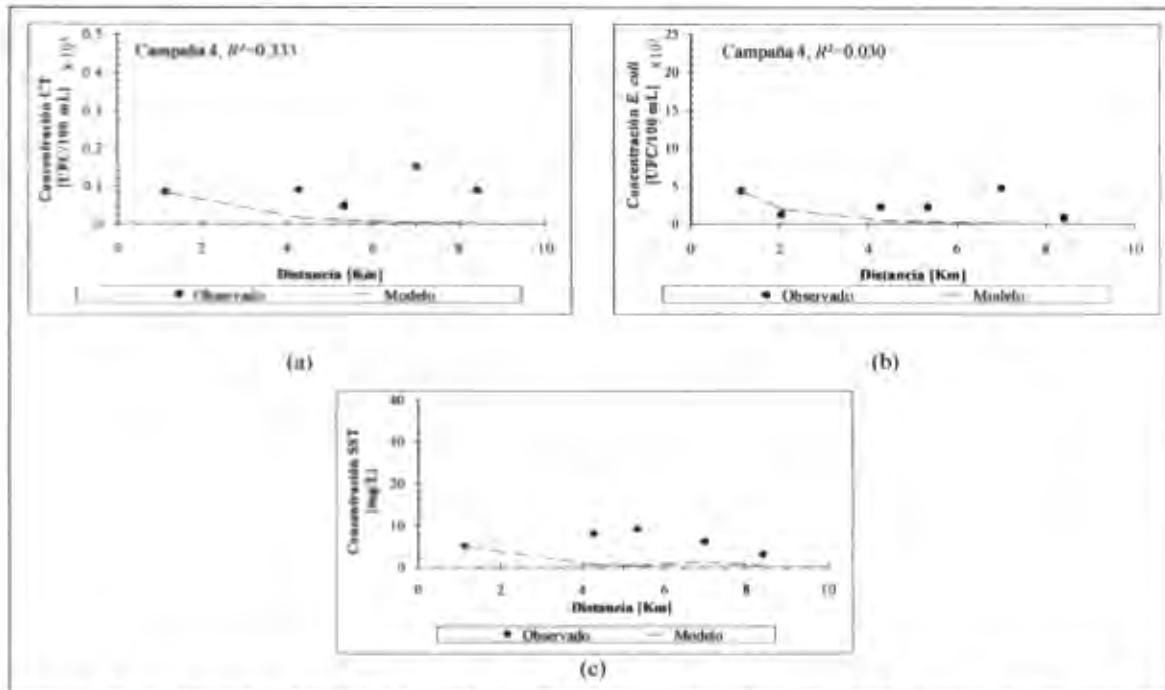 Campaña 4, R²=0.333
0.5
0.4
0.3
0.2
0.1
0
0 2 4 6 8 10
Concentración CT
[UFC/100 mL]
Distancia [Km]
Observado Modelo
(a)
Campaña 4, R²=0.030
25
20
15
10
5
0
0 2 4 6 8 10
Concentración E. coli
[UFC/100 mL]
Distancia [Km]
Observado Modelo
(b)
Concentración SST
[mg/L]
40
20
10
0
0 2 4 6 8 10
Distancia [Km]
Observado Modelo
(c)